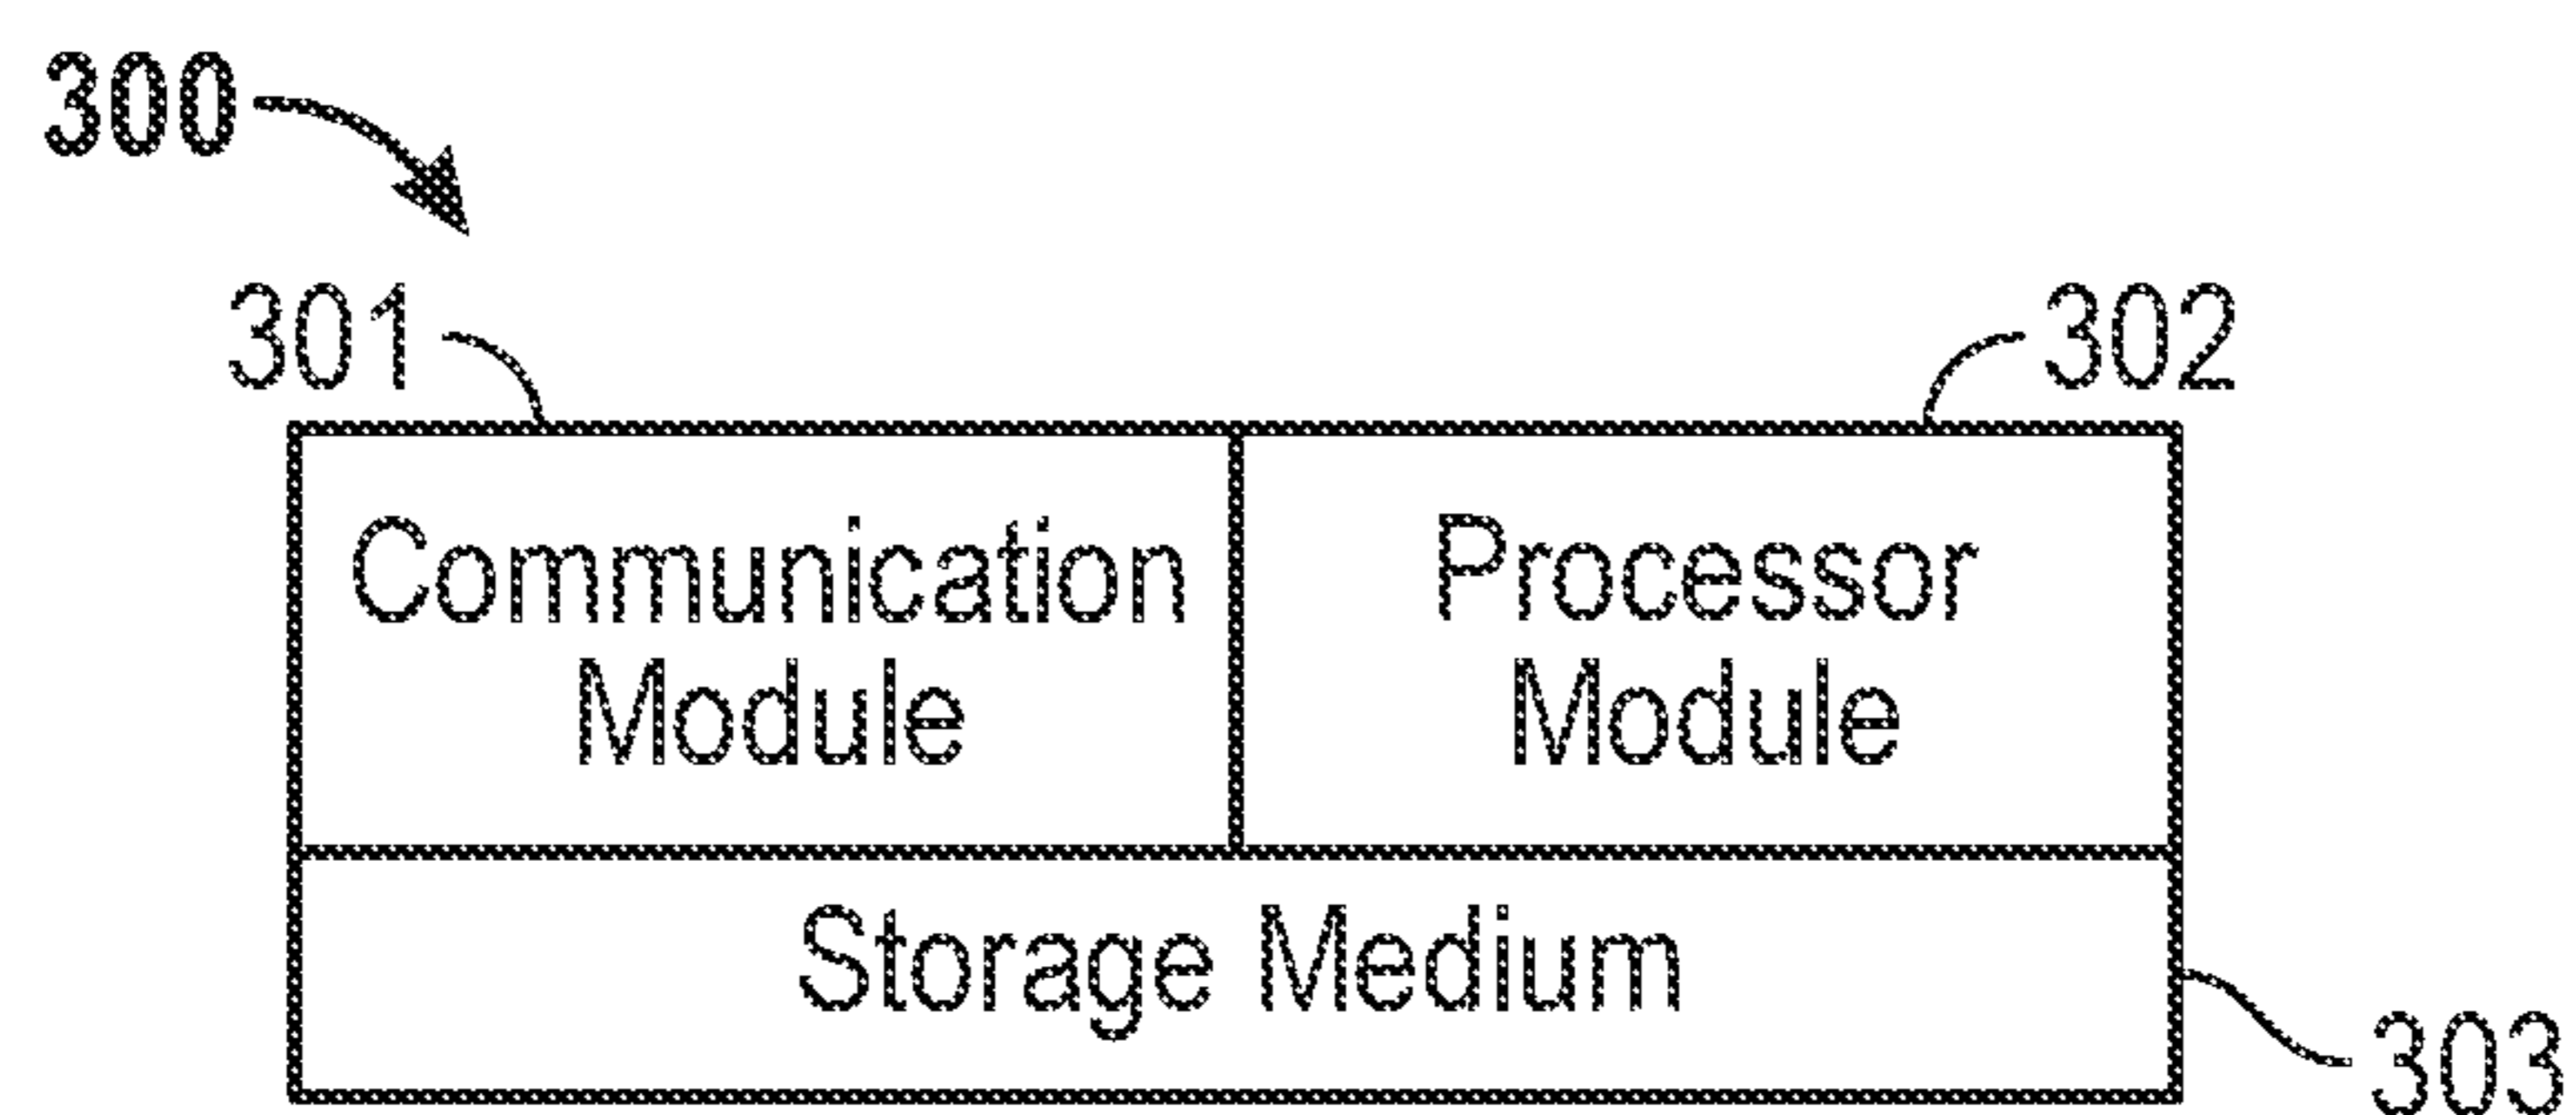 300
301
302
Communication
Module
Processor
Module
Storage Medium
303